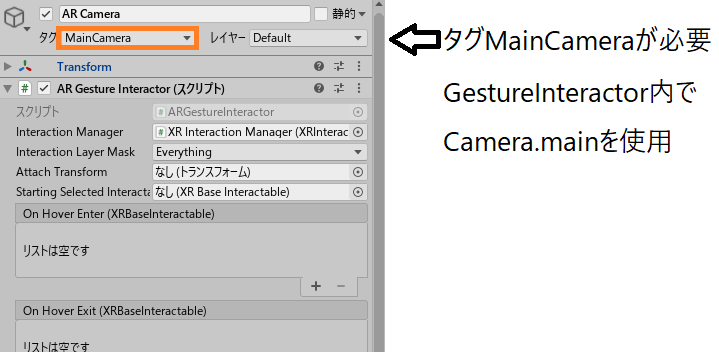 AR Camera
静的
タグ MainCamera レイヤー Default
タグMainCameraが必要
GestureInteractor内で
Camera.mainを使用
Transform
AR Gesture Interactor (スクリプト)
スクリプト ARGestureInteractor
Interaction Manager XR Interaction Manager (XRInterac
Interaction Layer Mask Everything
Attach Transform なし (トランスフォーム)
Starting Selected Interacta なし (XR Base Interactable)
On Hover Enter (XRBaseInteractable)
リストは空です
+ −
On Hover Exit (XRBaseInteractable)
リストは空です